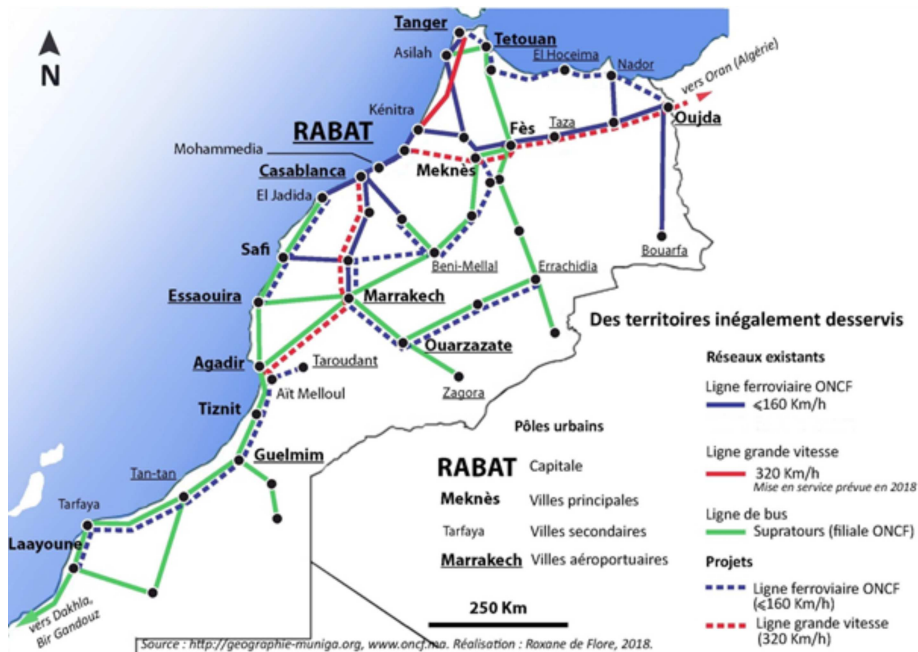 Tanger
Tetouan
Asilah
El Hoceima
Nador
vers Oran (Algérie)
N
Kénitra
RABAT
Fès
Taza
Oujda
Mohammedia
Casablanca
Meknès
El Jadida
Safi
Beni-Mellal
Errachidia
Bouarfa
Essaouira
Marrakech
Des territoires inégalement desservis
Ouarzazate
Réseaux existants
Agadir
Taroudant
Zagora
Ligne ferroviaire ONCF
⩽160 Km/h
Aït Melloul
Tiznit
Pôles urbains
Guelmim
Ligne grande vitesse
320 Km/h
Mise en service prévue en 2018
RABAT Capitale
Tan-tan
Meknès Villes principales
Ligne de bus
Supratours (filiale ONCF)
Tarfaya
Tarfaya Villes secondaires
Laayoune
Marrakech Villes aéroportuaires
Projets
Ligne ferroviaire ONCF
(⩽160 Km/h)
250 Km
Ligne grande vitesse
(320 Km/h)
vers Dakhla,
Bir Gandouz
Source : http://geographie-muniga.org, www.oncf.ma. Réalisation : Roxane de Flore, 2018.